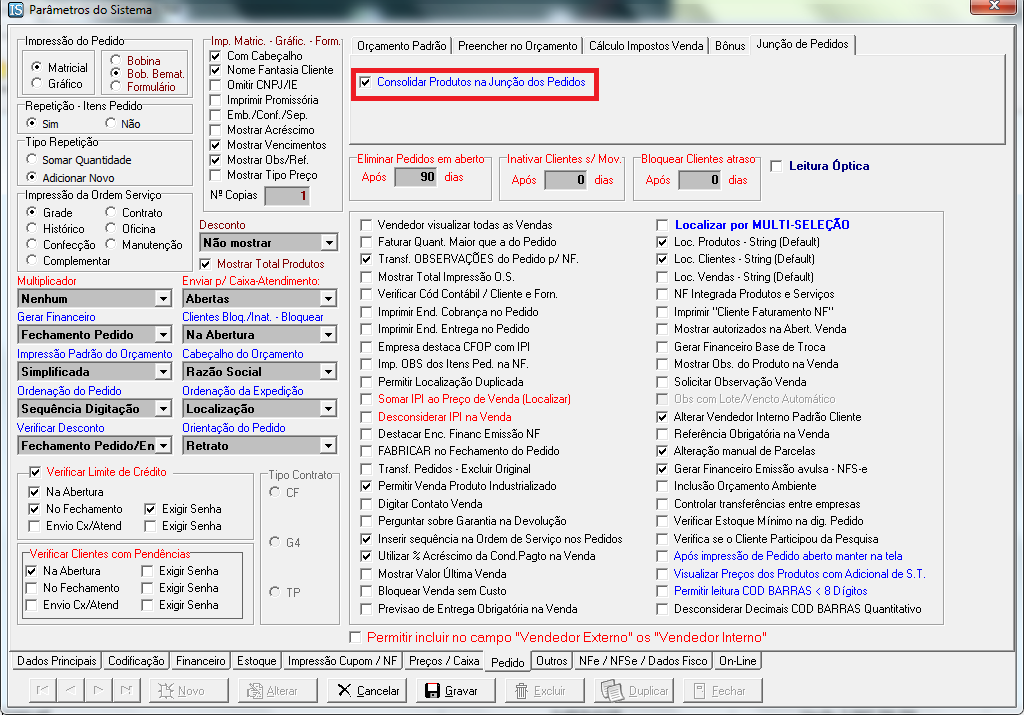 Parâmetros do Sistema
Impressão do Pedido
Matricial
Gráfico
Bobina
Bob. Bemat.
Formulário
Repetição - Itens Pedido
Sim
Não
Tipo Repetição
Somar Quantidade
Adicionar Novo
Impressão da Ordem Serviço
Grade
Contrato
Histórico
Oficina
Confecção
Manutenção
Complementar
Imp. Matric. - Gráfic. - Form.
Com Cabeçalho
Nome Fantasia Cliente
Omitir CNPJ/IE
Imprimir Promissória
Emb./Conf./Sep.
Mostrar Acréscimo
Mostrar Vencimentos
Mostrar Obs/Ref.
Mostrar Tipo Preço
Nº Copias 1
Desconto
Não mostrar
Mostrar Total Produtos
Multiplicador
Nenhum
Enviar p/ Caixa-Atendimento:
Abertas
Gerar Financeiro
Fechamento Pedido
Clientes Bloq./Inat. - Bloquear
Na Abertura
Impressão Padrão do Orçamento
Simplificada
Cabeçalho do Orçamento
Razão Social
Ordenação do Pedido
Sequência Digitação
Ordenação da Expedição
Localização
Verificar Desconto
Fechamento Pedido/En
Orientação do Pedido
Retrato
Verificar Limite de Crédito
Na Abertura
No Fechamento
Exigir Senha
Envio Cx/Atend
Exigir Senha
Verificar Clientes com Pendências
Na Abertura
Exigir Senha
No Fechamento
Exigir Senha
Envio Cx/Atend
Exigir Senha
Tipo Contrato
CF
G4
TP
Orçamento Padrão
Preencher no Orçamento
Cálculo Impostos Venda
Bônus
Junção de Pedidos
Consolidar Produtos na Junção dos Pedidos
Eliminar Pedidos em aberto
Após 90 dias
Inativar Clientes s/ Mov.
Após 0 dias
Bloquear Clientes atraso
Após 0 dias
Leitura Óptica
Vendedor visualizar todas as Vendas
Faturar Quant. Maior que a do Pedido
Transf. OBSERVAÇÕES do Pedido p/ NF.
Mostrar Total Impressão O.S.
Verificar Cód Contábil / Cliente e Forn.
Imprimir End. Cobrança no Pedido
Imprimir End. Entrega no Pedido
Empresa destaca CFOP com IPI
Imp. OBS dos Itens Ped. na NF.
Permitir Localização Duplicada
Somar IPI ao Preço de Venda (Localizar)
Desconsiderar IPI na Venda
Destacar Enc. Financ Emissão NF
FABRICAR no Fechamento do Pedido
Transf. Pedidos - Excluir Original
Permitir Venda Produto Industrializado
Digitar Contato Venda
Perguntar sobre Garantia na Devolução
Inserir sequência na Ordem de Serviço nos Pedidos
Utilizar % Acréscimo da Cond.Pagto na Venda
Mostrar Valor Última Venda
Bloquear Venda sem Custo
Previsao de Entrega Obrigatória na Venda
Localizar por MULTI-SELEÇÃO
Loc. Produtos - String (Default)
Loc. Clientes - String (Default)
Loc. Vendas - String (Default)
NF Integrada Produtos e Serviços
Imprimir "Cliente Faturamento NF"
Mostrar autorizados na Abert. Venda
Gerar Financeiro Base de Troca
Mostrar Obs. do Produto na Venda
Solicitar Observação Venda
Obs com Lote/Vencto Automático
Alterar Vendedor Interno Padrão Cliente
Referência Obrigatória na Venda
Alteração manual de Parcelas
Gerar Financeiro Emissão avulsa - NFS-e
Inclusão Orçamento Ambiente
Controlar transferências entre empresas
Verificar Estoque Mínimo na dig. Pedido
Verifica se o Cliente Participou da Pesquisa
Após impressão de Pedido aberto manter na tela
Visualizar Preços dos Produtos com Adicional de S.T.
Permitir leitura COD BARRAS < 8 Dígitos
Desconsiderar Decimais COD BARRAS Quantitativo
Permitir incluir no campo "Vendedor Externo" os "Vendedor Interno"
Dados Principais
Codificação
Financeiro
Estoque
Impressão Cupom / NF
Preços / Caixa
Pedido
Outros
NFe / NFSe / Dados Fisco
On-Line
Novo
Alterar
Cancelar
Gravar
Excluir
Duplicar
Fechar